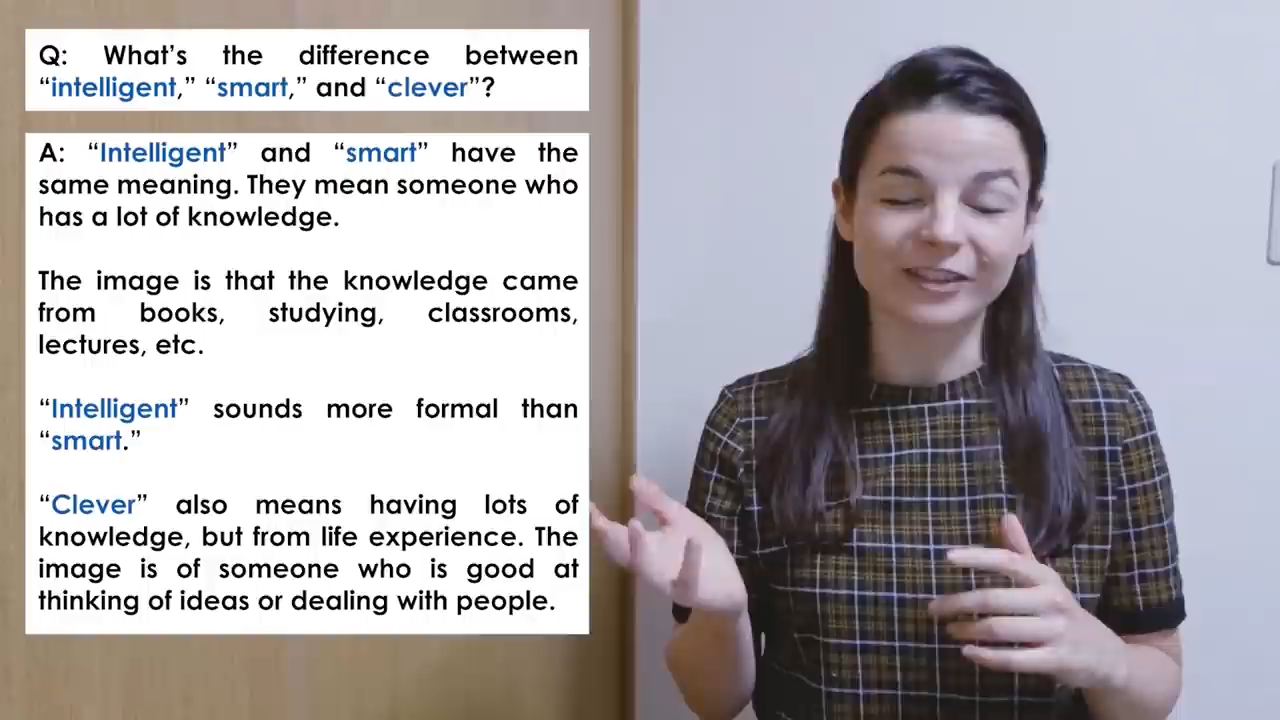 Q: What’s the difference between
“intelligent,” “smart,” and “clever”?
A: “Intelligent” and “smart” have the
same meaning. They mean someone who
has a lot of knowledge.
The image is that the knowledge came
from books, studying, classrooms,
lectures, etc.
“Intelligent” sounds more formal than
“smart.”
“Clever” also means having lots of
knowledge, but from life experience. The
image is of someone who is good at
thinking of ideas or dealing with people.